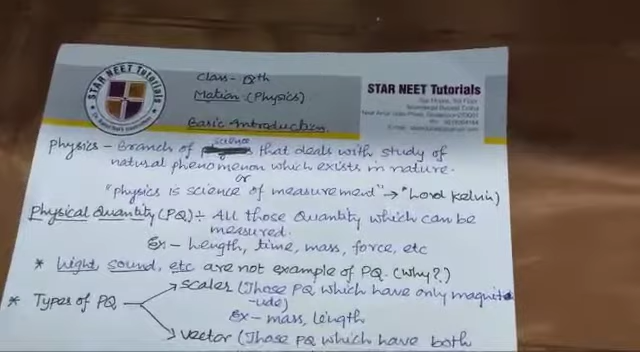 STAR NEET Tutorials
Class - 12th
Motion (Physics)
Basic Introduction
STAR NEET Tutorials
Physics - Branch of science that deals with study of
natural phenomenon which exists in nature.
or
"Physics is science of measurement" → "Lord Kelvin)
Physical Quantity (PQ) ÷ All those Quantity which can be
measured.
Ex - Length, time, mass, force, etc
* Light Sound, etc are not example of PQ. (Why?)
* Types of PQ
→ Scaler (Those PQ which have only magnit
-ude)
Ex - mass, length
→ Vector (Those PQ which have both